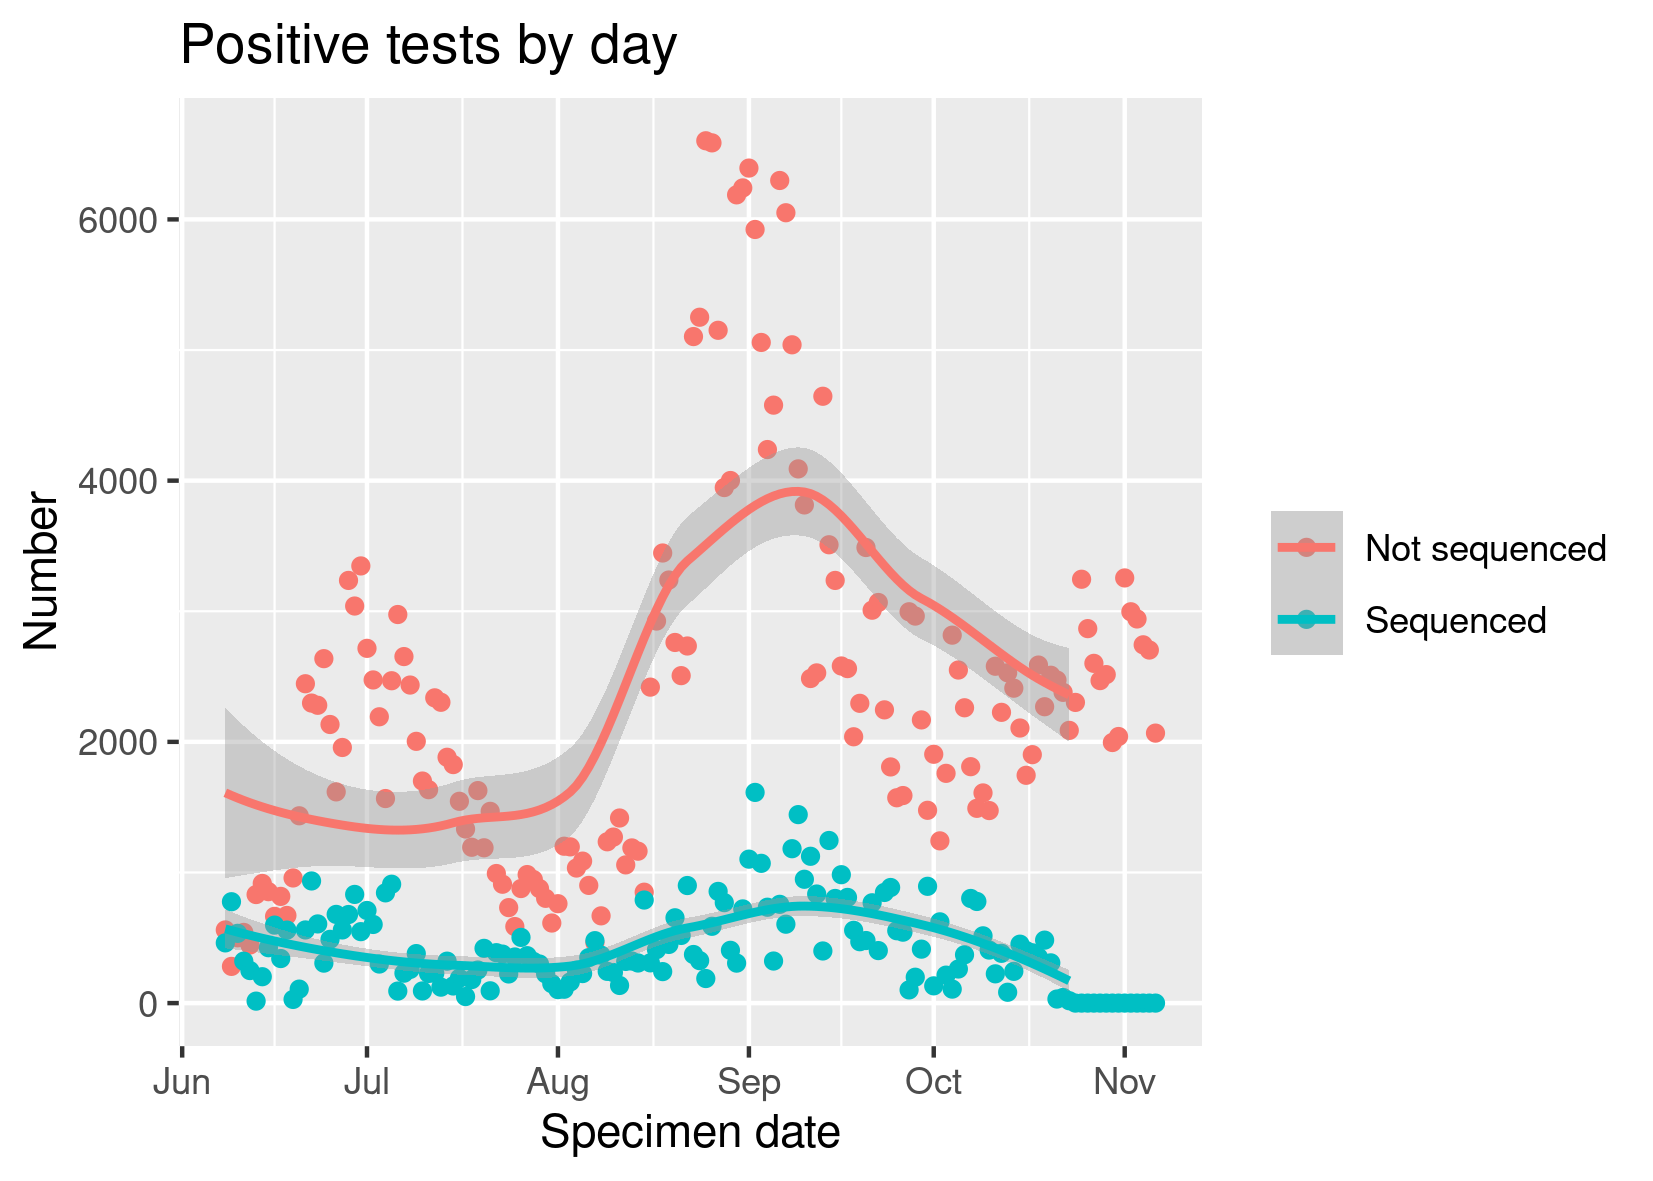 Positive tests by day
Number
6000
4000
2000
0
Jun Jul Aug Sep Oct Nov
Specimen date
Not sequenced
Sequenced